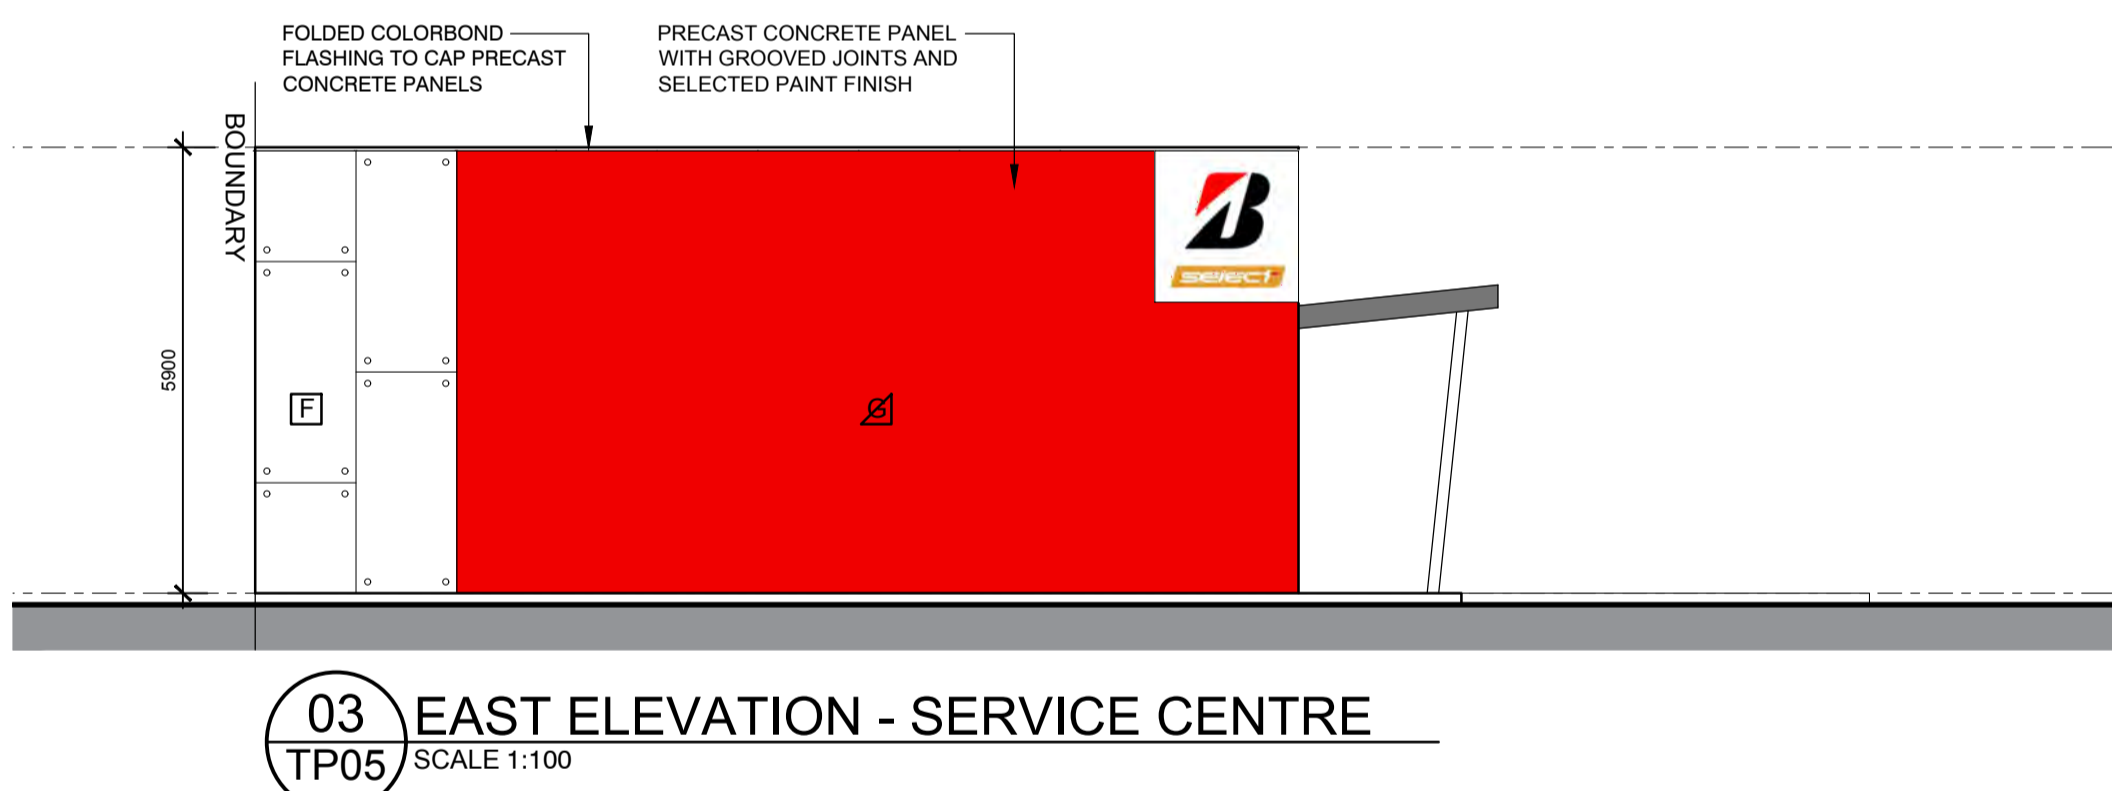 FOLDED COLORBOND
FLASHING TO CAP PRECAST
CONCRETE PANELS
PRECAST CONCRETE PANEL
WITH GROOVED JOINTS AND
SELECTED PAINT FINISH
BOUNDARY
5900
B
select
F
G
03
TP05
EAST ELEVATION - SERVICE CENTRE
SCALE 1:100